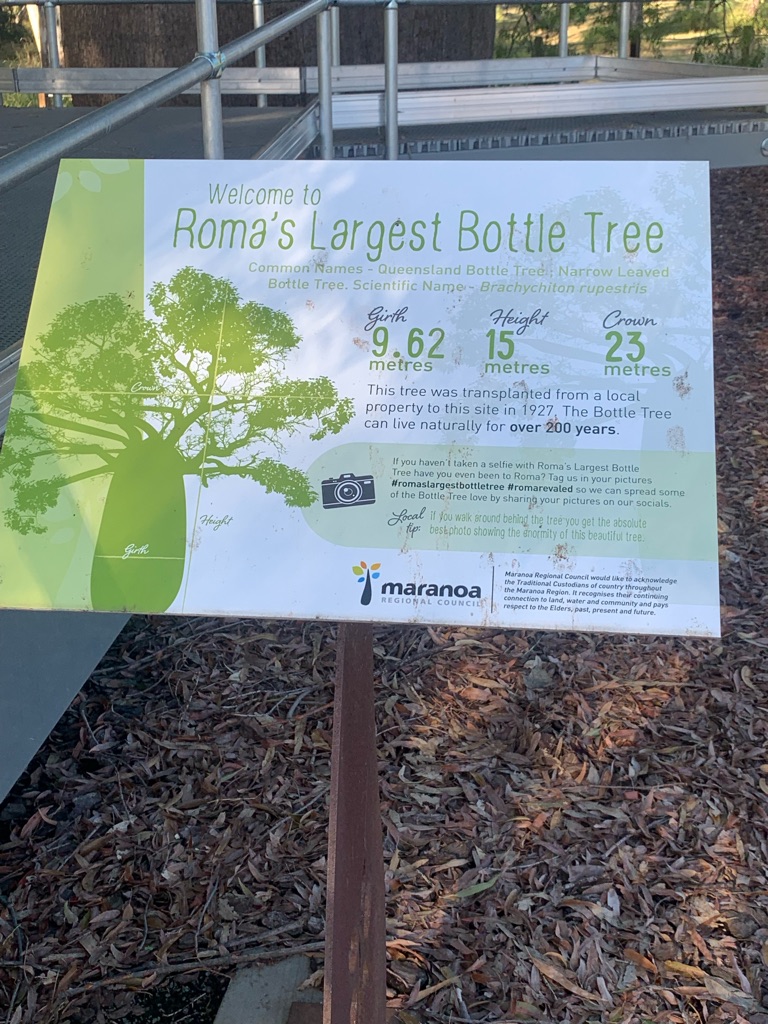 Welcome to
Roma's Largest Bottle Tree
Common Names - Queensland Bottle Tree, Narrow Leaved
Bottle Tree. Scientific Name - Brachychiton rupestris
Girth
9.62
metres
Height
15
metres
Crown
23
metres
This tree was transplanted from a local
property to this site in 1927. The Bottle Tree
can live naturally for over 200 years.
Crown
Height
Girth
If you haven't taken a selfie with Roma's Largest Bottle
Tree have you even been to Roma? Tag us in your pictures
#romaslargestbottletree #romarevaled so we can spread some
of the Bottle Tree love by sharing your pictures on our socials.
Local tip: If you walk around behind the tree you get the absolute
best photo showing the enormity of this beautiful tree.
maranoa
REGIONAL COUNCIL
Maranoa Regional Council would like to acknowledge
the Traditional Custodians of country throughout
the Maranoa Region. It recognises their continuing
connection to land, water and community and pays
respect to the Elders, past, present and future.